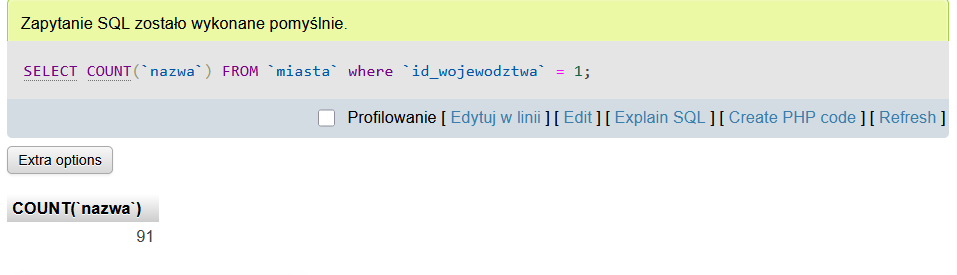 Zapytanie SQL zostało wykonane pomyślnie.
SELECT COUNT(`nazwa`) FROM `miasta` where `id_wojewodztwa` = 1;
Profilowanie [ Edytuj w linii ] [ Edit ] [ Explain SQL ] [ Create PHP code ] [ Refresh ]
Extra options
COUNT(`nazwa`)
91